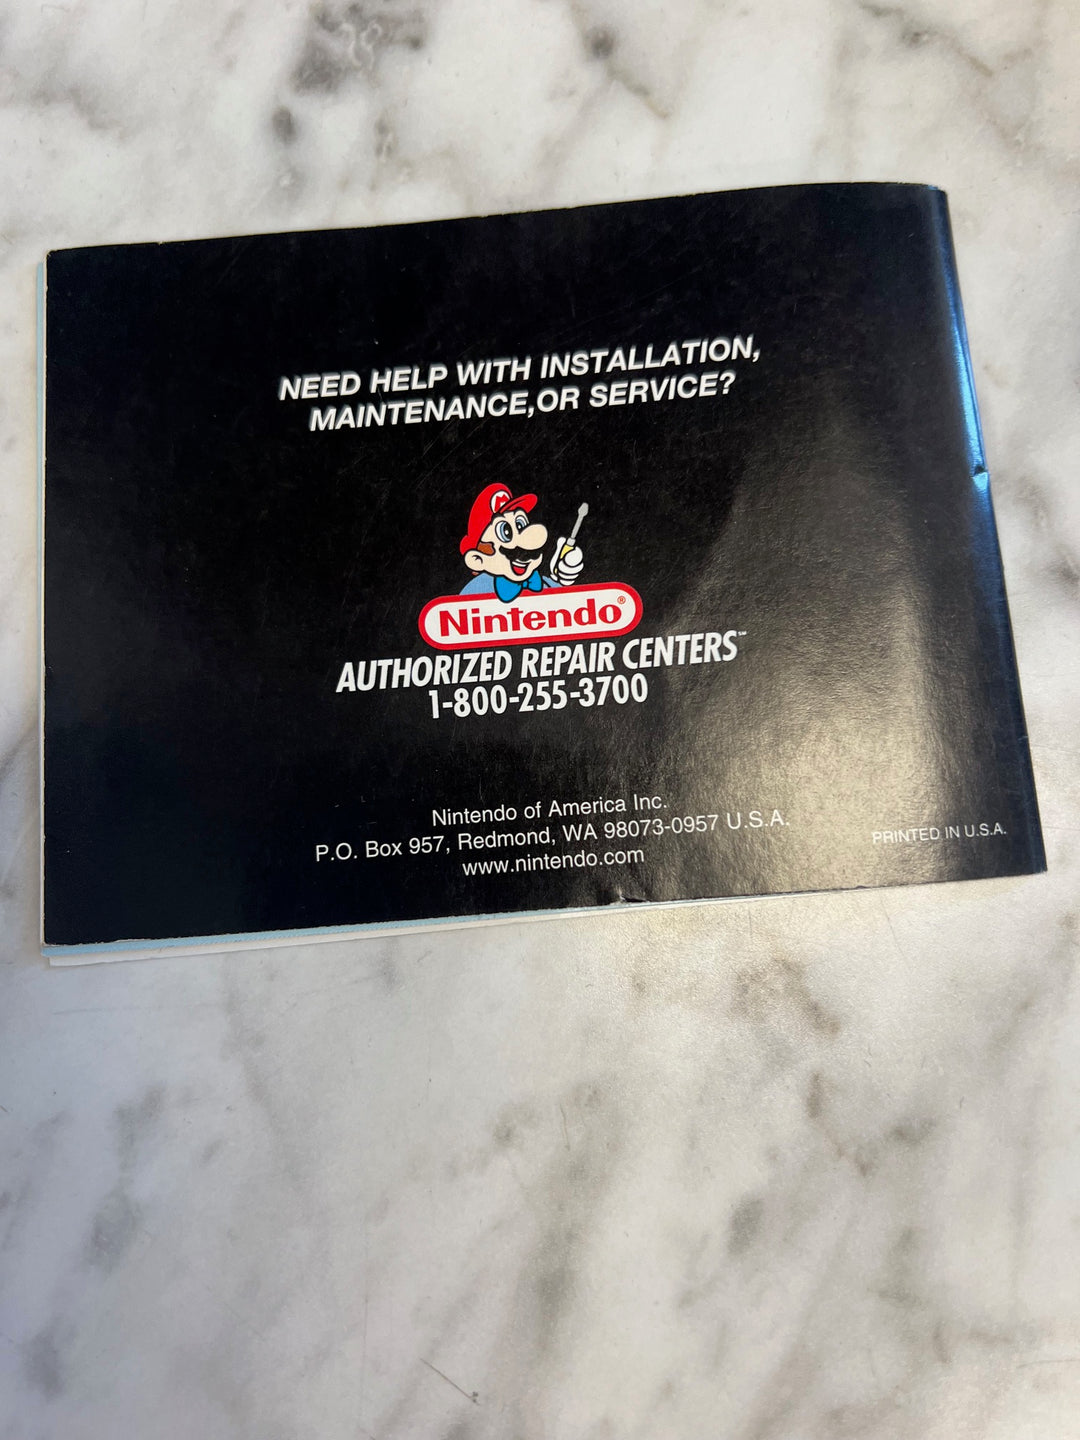 NEED HELP WITH INSTALLATION,
MAINTENANCE,OR SERVICE?
M
Nintendo®
AUTHORIZED REPAIR CENTERS™
1-800-255-3700
Nintendo of America Inc.
P.O. Box 957, Redmond, WA 98073-0957 U.S.A.
www.nintendo.com
PRINTED IN U.S.A.